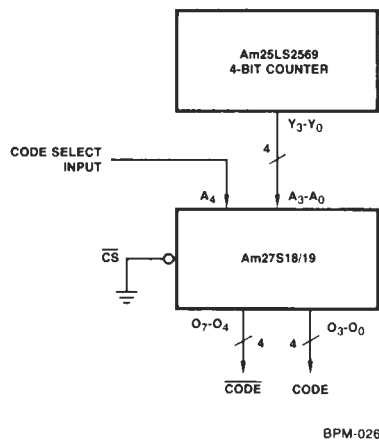 Am25LS2569
4-BIT COUNTER
Y3-Y0
4
CODE SELECT
INPUT
A4
A3-A0
CS
Am27S18/19
O7-O4
O3-O0
4
4
CODE
CODE
BPM-026